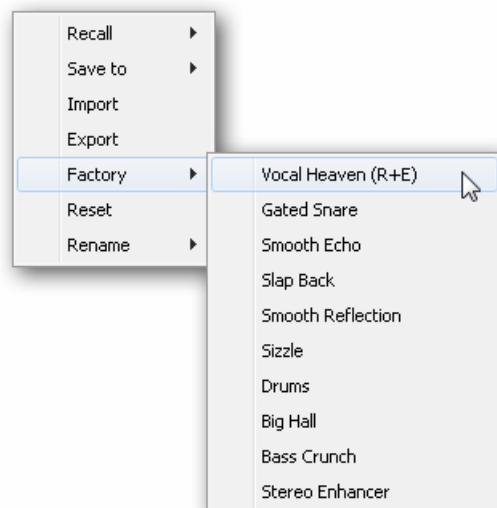 Recall
Save to
Import
Export
Factory
Reset
Rename
Vocal Heaven (R+E)
Gated Snare
Smooth Echo
Slap Back
Smooth Reflection
Sizzle
Drums
Big Hall
Bass Crunch
Stereo Enhancer